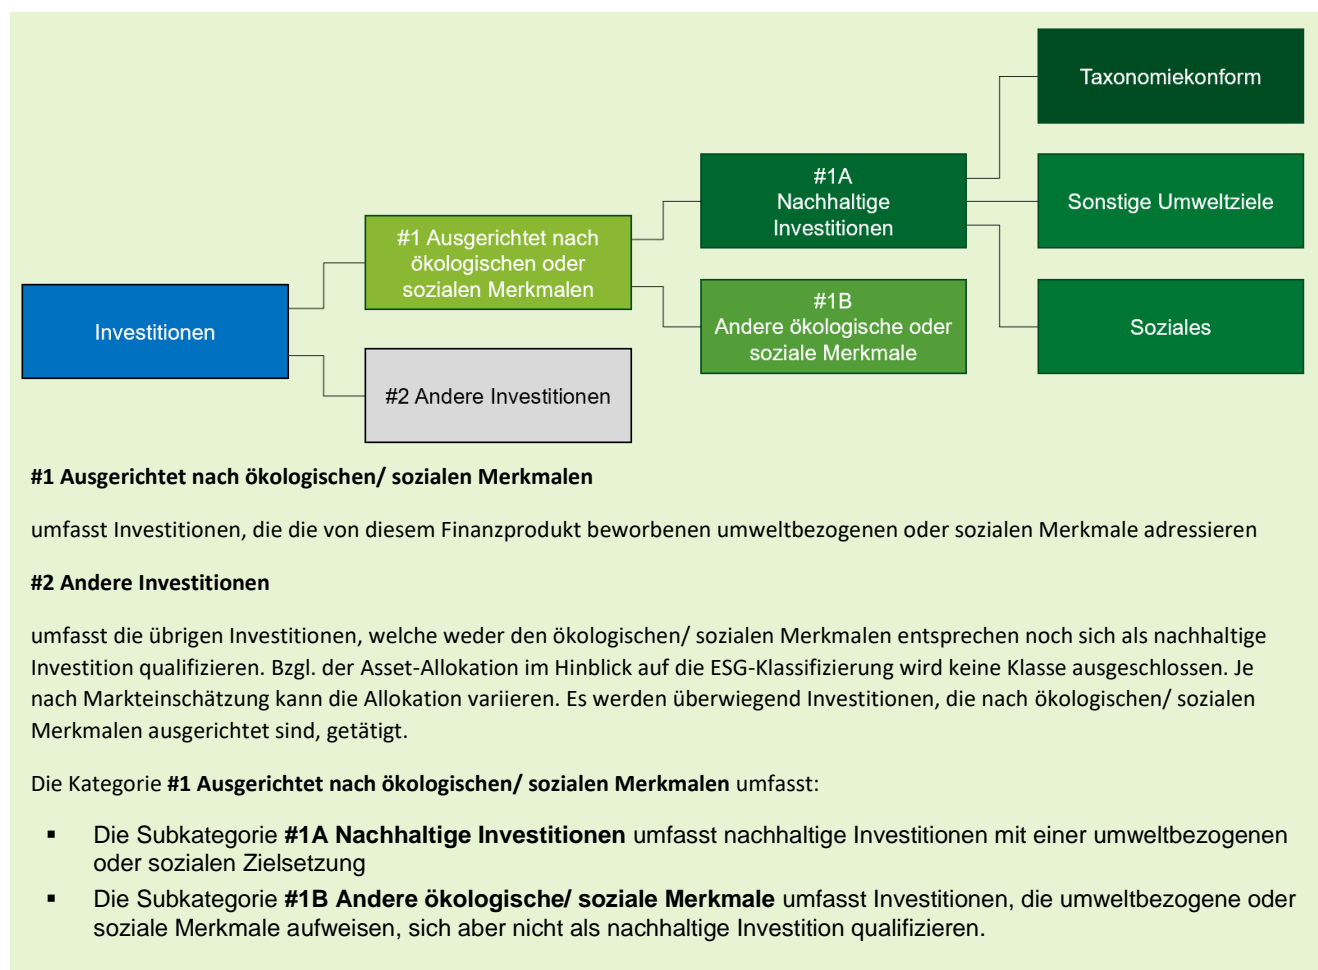 Taxonomiekonform
#1A
Nachhaltige
Investitionen
Sonstige Umweltziele
#1 Ausgerichtet nach
ökologischen oder
sozialen Merkmalen
#1B
Andere ökologische oder
soziale Merkmale
Soziales
Investitionen
#2 Andere Investitionen
#1 Ausgerichtet nach ökologischen/ sozialen Merkmalen
umfasst Investitionen, die die von diesem Finanzprodukt beworbenen umweltbezogenen oder sozialen Merkmale adressieren
#2 Andere Investitionen
umfasst die übrigen Investitionen, welche weder den ökologischen/ sozialen Merkmalen entsprechen noch sich als nachhaltige
Investition qualifizieren. Bzgl. der Asset-Allokation im Hinblick auf die ESG-Klassifizierung wird keine Klasse ausgeschlossen. Je
nach Markteinschätzung kann die Allokation variieren. Es werden überwiegend Investitionen, die nach ökologischen/ sozialen
Merkmalen ausgerichtet sind, getätigt.
Die Kategorie #1 Ausgerichtet nach ökologischen/ sozialen Merkmalen umfasst:
▪ Die Subkategorie #1A Nachhaltige Investitionen umfasst nachhaltige Investitionen mit einer umweltbezogenen
oder sozialen Zielsetzung
▪ Die Subkategorie #1B Andere ökologische/ soziale Merkmale umfasst Investitionen, die umweltbezogene oder
soziale Merkmale aufweisen, sich aber nicht als nachhaltige Investition qualifizieren.